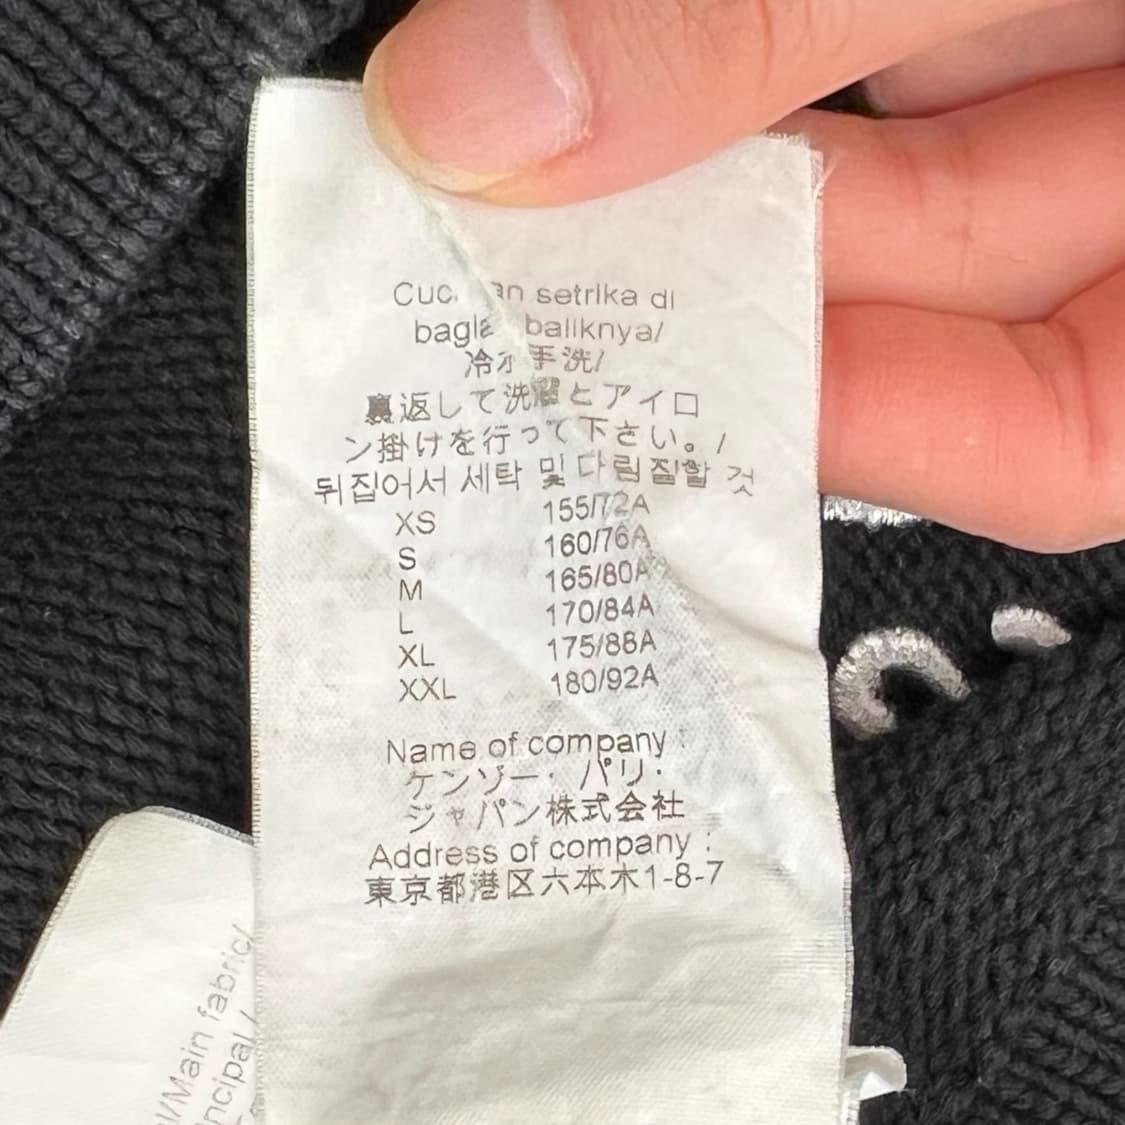 setrika di
baliknya/
冷水手洗/
裏返して洗濯とアイロ
ン掛けを行って下さい。/
뒤집어서 세탁 및 다림질할 것
XS 155/72A
S 160/76A
M 165/80A
L 170/84A
XL 175/88A
XXL 180/92A
Name of company :
ケンゾー・パリ・
ジャパン株式会社
Address of company :
東京都港区六本木1-8-7
/Main fabric/